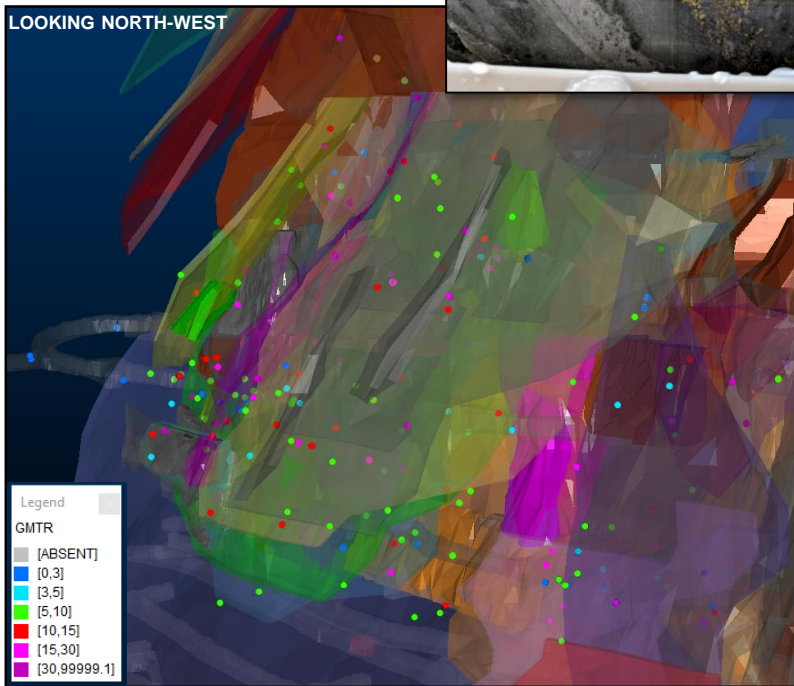 LOOKING NORTH-WEST
Legend
GMTR
[ABSENT]
[0,3]
[3,5]
[5,10]
[10,15]
[15,30]
[30,99999.1]